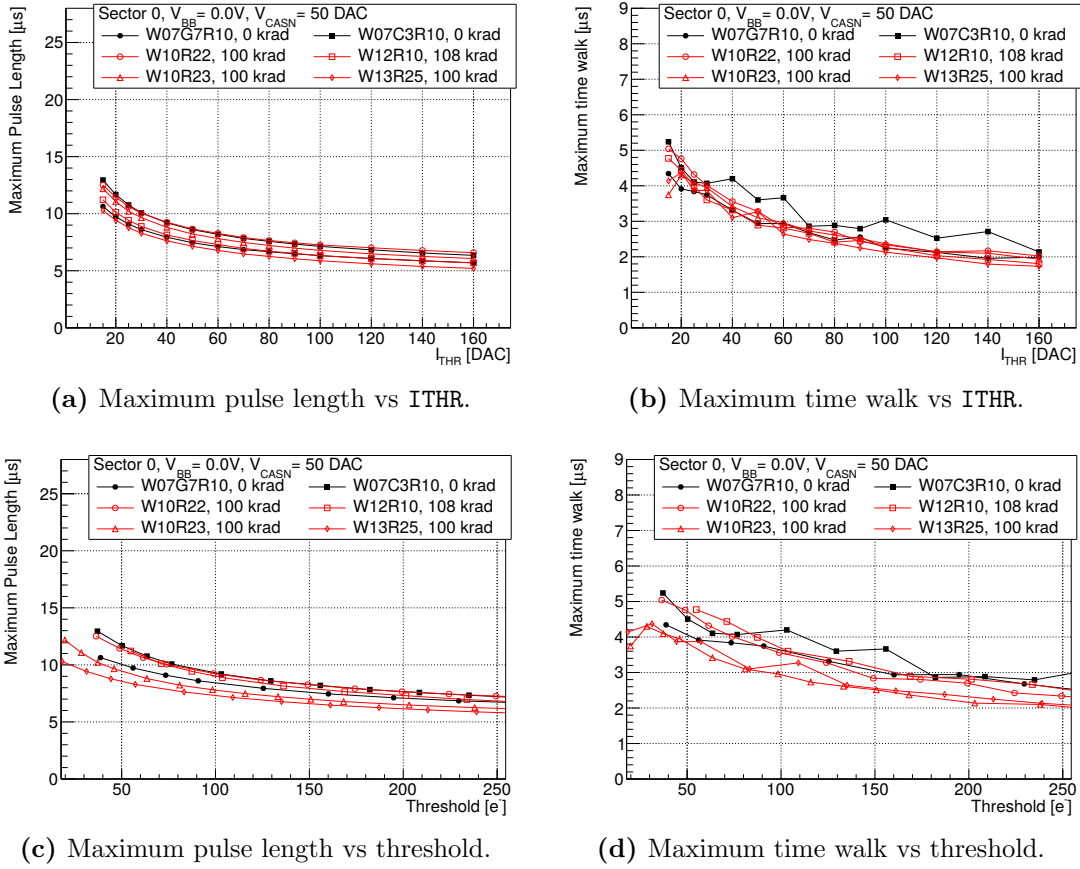 Sector 0, V_BB= 0.0V, V_CASN= 50 DAC
W07G7R10, 0 krad
W07C3R10, 0 krad
W10R22, 100 krad
W12R10, 108 krad
W10R23, 100 krad
W13R25, 100 krad
Maximum Pulse Length [µs]
25
20
15
10
5
0
20 40 60 80 100 120 140 160
I_THR [DAC]
(a) Maximum pulse length vs ITHR.
Sector 0, V_BB= 0.0V, V_CASN= 50 DAC
W07G7R10, 0 krad
W07C3R10, 0 krad
W10R22, 100 krad
W12R10, 108 krad
W10R23, 100 krad
W13R25, 100 krad
Maximum time walk [µs]
9
8
7
6
5
4
3
2
1
0
20 40 60 80 100 120 140 160
I_THR [DAC]
(b) Maximum time walk vs ITHR.
Sector 0, V_BB= 0.0V, V_CASN= 50 DAC
W07G7R10, 0 krad
W07C3R10, 0 krad
W10R22, 100 krad
W12R10, 108 krad
W10R23, 100 krad
W13R25, 100 krad
Maximum Pulse Length [µs]
25
20
15
10
5
0
50 100 150 200 250
Threshold [e⁻]
(c) Maximum pulse length vs threshold.
Sector 0, V_BB= 0.0V, V_CASN= 50 DAC
W07G7R10, 0 krad
W07C3R10, 0 krad
W10R22, 100 krad
W12R10, 108 krad
W10R23, 100 krad
W13R25, 100 krad
Maximum time walk [µs]
9
8
7
6
5
4
3
2
1
0
50 100 150 200 250
Threshold [e⁻]
(d) Maximum time walk vs threshold.